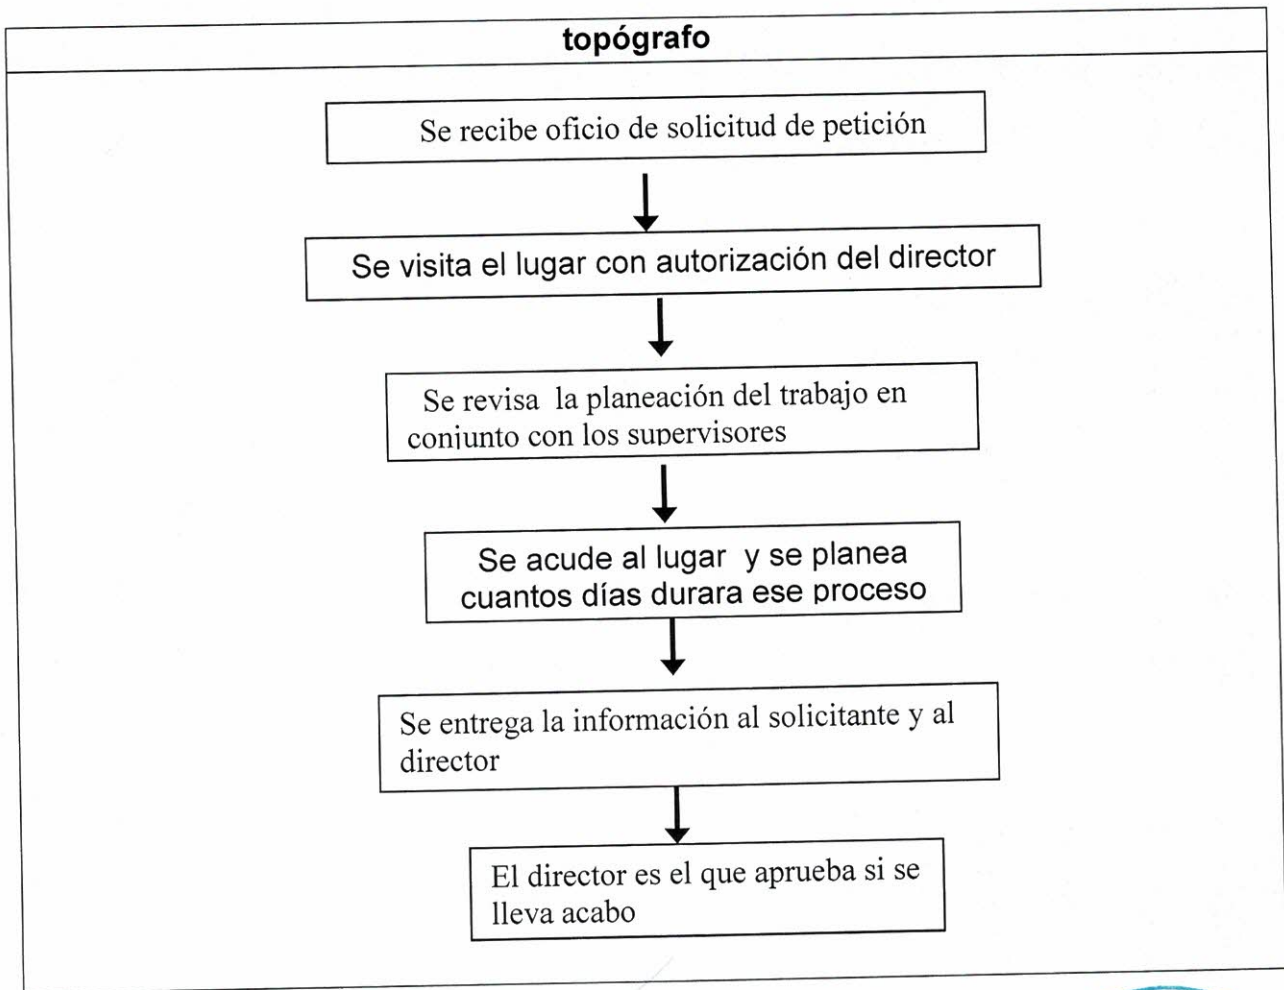 topógrafo
Se recibe oficio de solicitud de petición
Se visita el lugar con autorización del director
Se revisa la planeación del trabajo en
conjunto con los supervisores
Se acude al lugar y se planea
cuantos días durara ese proceso
Se entrega la información al solicitante y al
director
El director es el que aprueba si se
lleva acabo